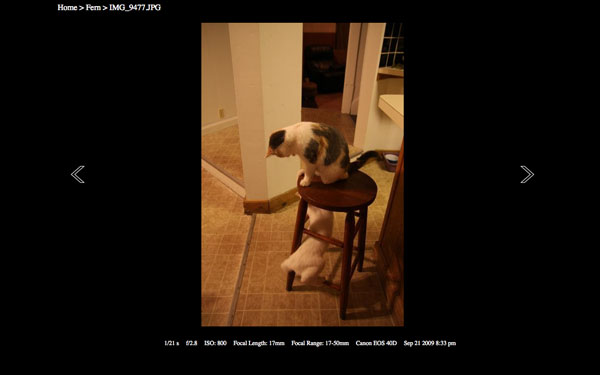 Home > Fern > IMG_9477.JPG
1/21 s f/2.8 ISO: 800 Focal Length: 17mm Focal Range: 17-50mm Canon EOS 40D Sep 21 2009 8:33 pm